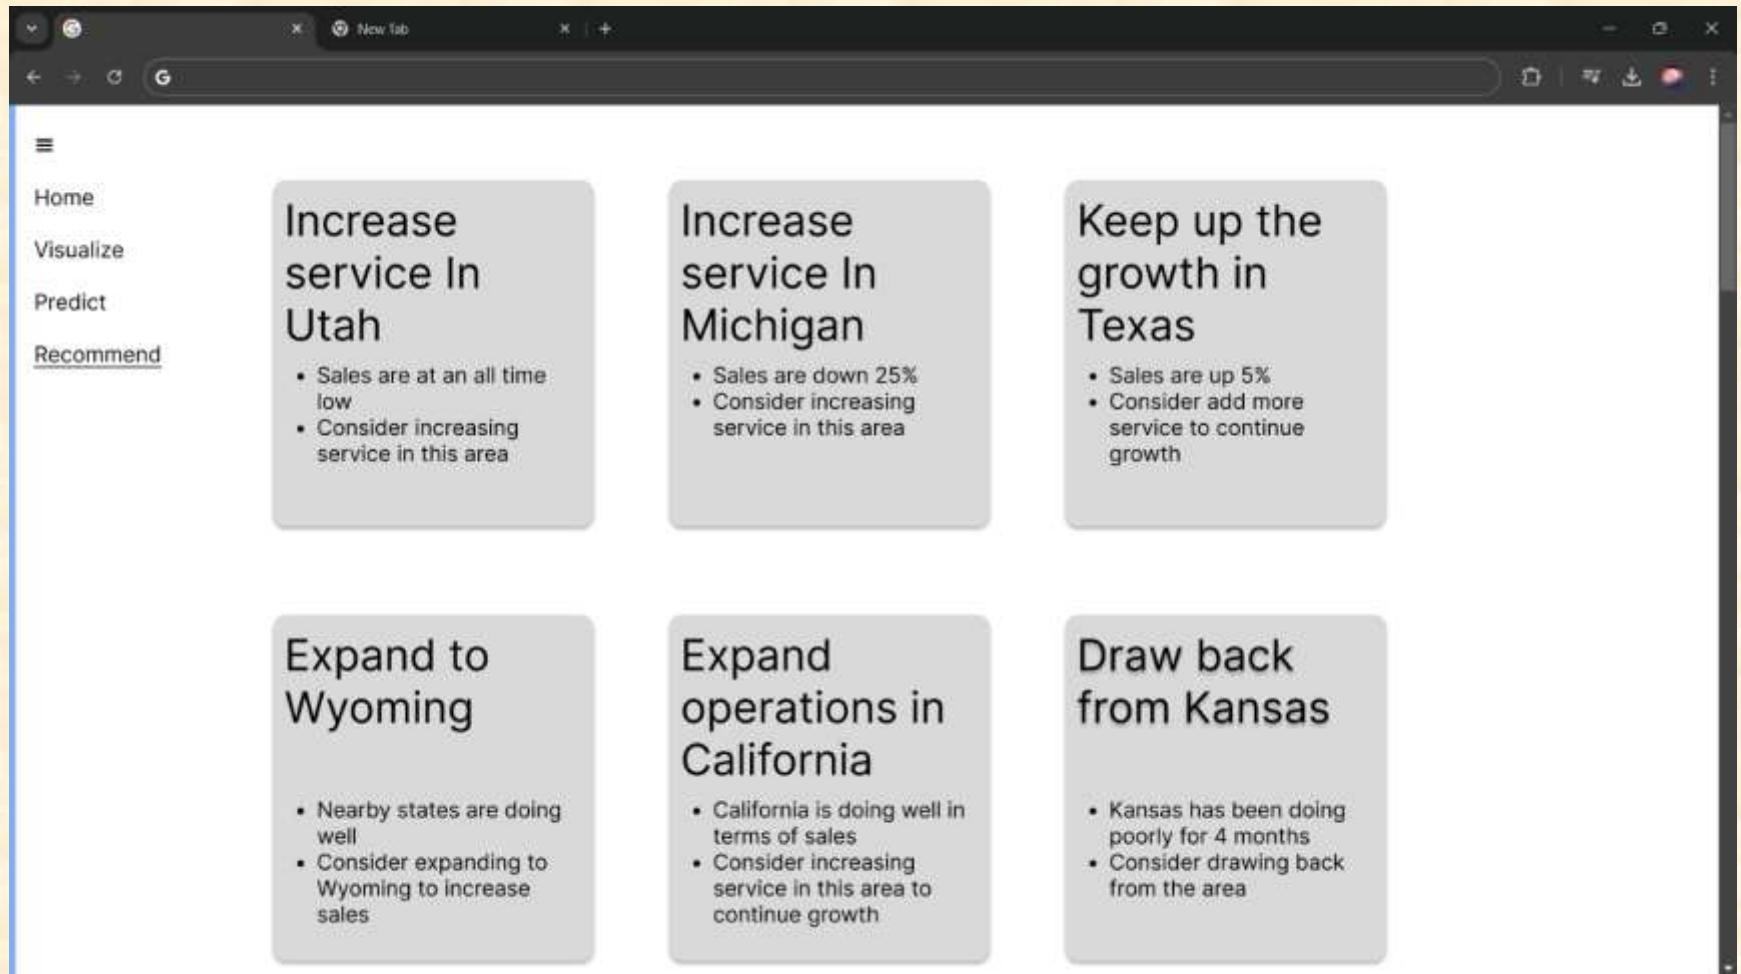 New Tab
Home
Visualize
Predict
Recommend
Increase
service In
Utah
• Sales are at an all time
low
• Consider increasing
service in this area
Increase
service In
Michigan
• Sales are down 25%
• Consider increasing
service in this area
Keep up the
growth in
Texas
• Sales are up 5%
• Consider add more
service to continue
growth
Expand to
Wyoming
• Nearby states are doing
well
• Consider expanding to
Wyoming to increase
sales
Expand
operations in
California
• California is doing well in
terms of sales
• Consider increasing
service in this area to
continue growth
Draw back
from Kansas
• Kansas has been doing
poorly for 4 months
• Consider drawing back
from the area